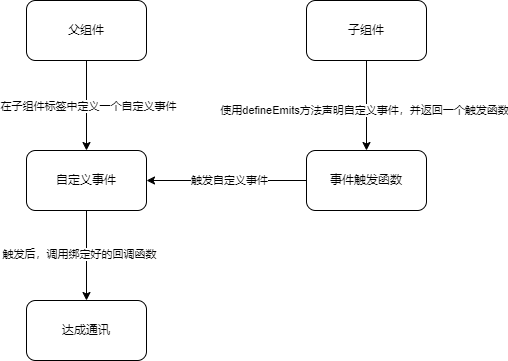 父组件
子组件
在子组件标签中定义一个自定义事件
使用defineEmits方法声明自定义事件，并返回一个触发函数
自定义事件
触发自定义事件
事件触发函数
触发后，调用绑定好的回调函数
达成通讯